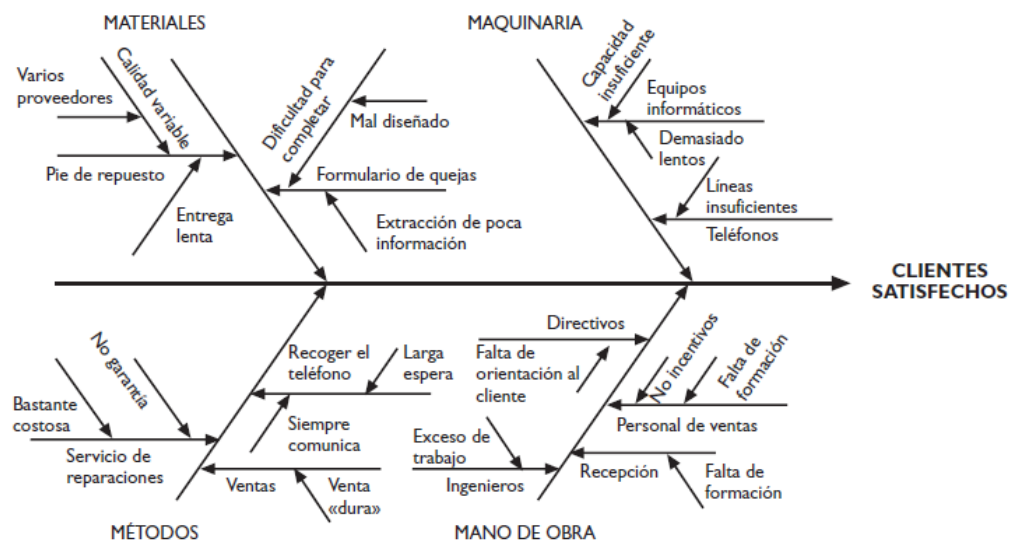 MATERIALES
MAQUINARIA
Varios
proveedores
Calidad variable
Pie de repuesto
Entrega
lenta
Dificultad para
completar
Mal diseñado
Formulario de quejas
Extracción de poca
información
Capacidad
insuficiente
Equipos
informáticos
Demasiado
lentos
Líneas
insuficientes
Teléfonos
CLIENTES
SATISFECHOS
No garantía
Bastante
costosa
Servicio de
reparaciones
Recoger el
teléfono
Larga
espera
Siempre
comunica
Ventas
Venta
«dura»
Directivos
Falta de
orientación al
cliente
No incentivos
Falta de
formación
Personal de ventas
Exceso de
trabajo
Ingenieros
Recepción
Falta de
formación
MÉTODOS
MANO DE OBRA